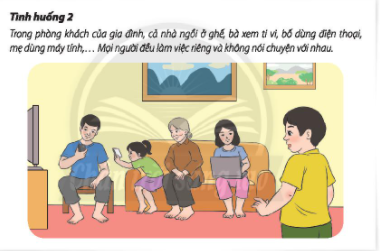 Tình huống 2
Trong phòng khách của gia đình, cả nhà ngồi ở ghế, bà xem ti vi, bố dùng điện thoại,
mẹ dùng máy tính,… Mọi người đều làm việc riêng và không nói chuyện với nhau.